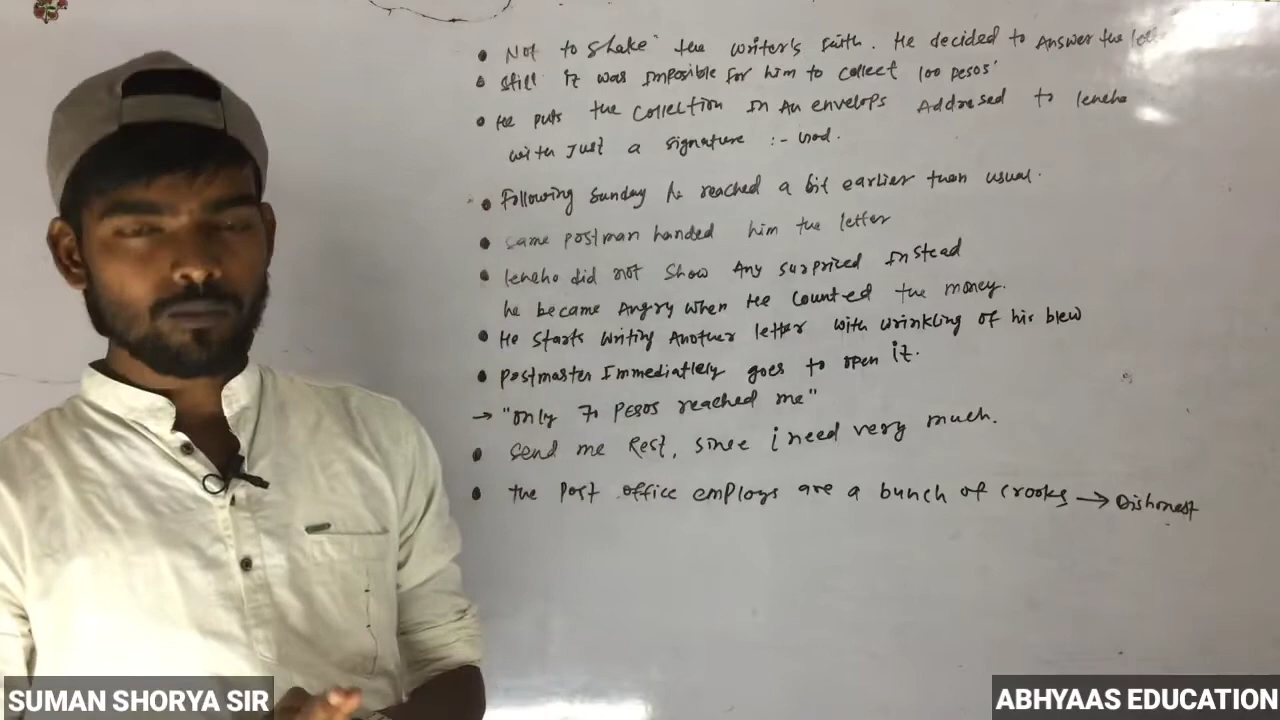 • Not to shake the writer's faith. He decided to Answer the
• still it was imposible for him to collect 100 pesos'
• He puts the collection in An envelops Addresed to lencho
with just a signature :- God.
• Following sunday he reached a bit earlier than usual.
• same postman handed him the letter
• lencho did not show Any surprized instead
he became Angry when He counted the money.
• He starts writing Another letter with wrinkling of his blew
• postmaster Immediatlely goes to open it.
→ "only 70 pesos reached me"
• send me Rest, since i need very much.
• the post office employs are a bunch of crooks → Dishonest
SUMAN SHORYA SIR
ABHYAAS EDUCATION